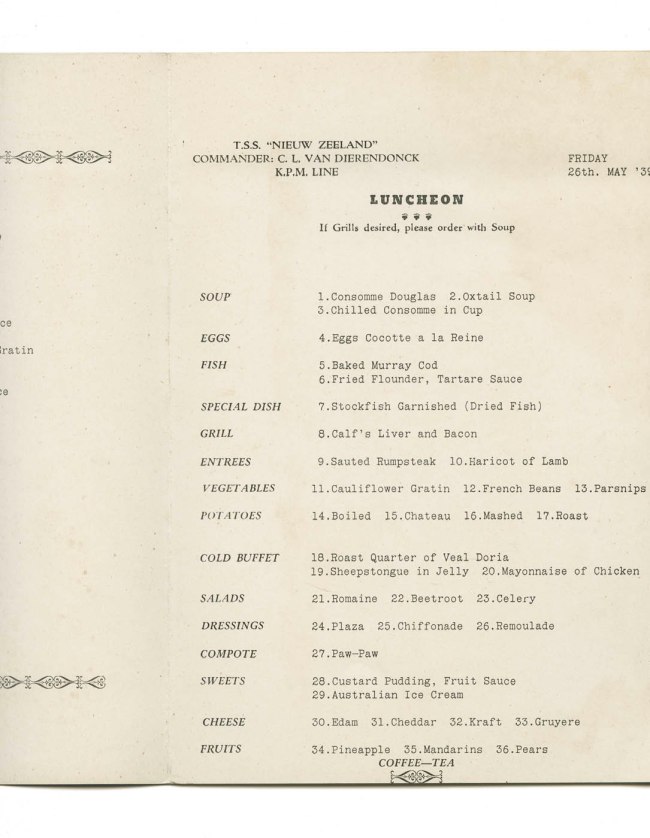 ce
Gratin
ce
T.S.S. "NIEUW ZEELAND"
COMMANDER: C. L. VAN DIERENDONCK
K.P.M. LINE
FRIDAY
26th. MAY '39
LUNCHEON
If Grills desired, please order with Soup
SOUP 1.Consomme Douglas 2.Oxtail Soup
3.Chilled Consomme in Cup
EGGS 4.Eggs Cocotte a la Reine
FISH 5.Baked Murray Cod
6.Fried Flounder, Tartare Sauce
SPECIAL DISH 7.Stockfish Garnished (Dried Fish)
GRILL 8.Calf's Liver and Bacon
ENTREES 9.Sauted Rumpsteak 10.Haricot of Lamb
VEGETABLES 11.Cauliflower Gratin 12.French Beans 13.Parsnips
POTATOES 14.Boiled 15.Chateau 16.Mashed 17.Roast
COLD BUFFET 18.Roast Quarter of Veal Doria
19.Sheepstongue in Jelly 20.Mayonnaise of Chicken
SALADS 21.Romaine 22.Beetroot 23.Celery
DRESSINGS 24.Plaza 25.Chiffonade 26.Remoulade
COMPOTE 27.Paw-Paw
SWEETS 28.Custard Pudding, Fruit Sauce
29.Australian Ice Cream
CHEESE 30.Edam 31.Cheddar 32.Kraft 33.Gruyere
FRUITS 34.Pineapple 35.Mandarins 36.Pears
COFFEE—TEA